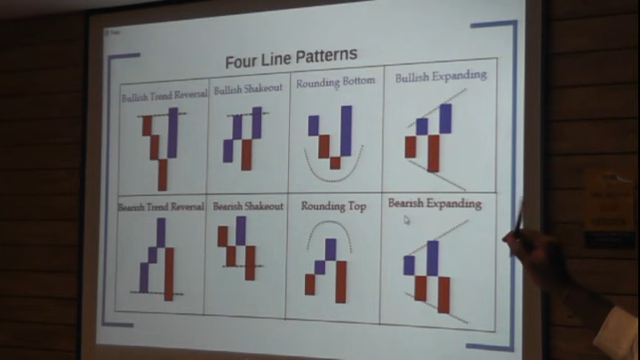 Four Line Patterns
Bullish Trend Reversal
Bullish Shakeout
Rounding Bottom
Bullish Expanding
Bearish Trend Reversal
Bearish Shakeout
Rounding Top
Bearish Expanding